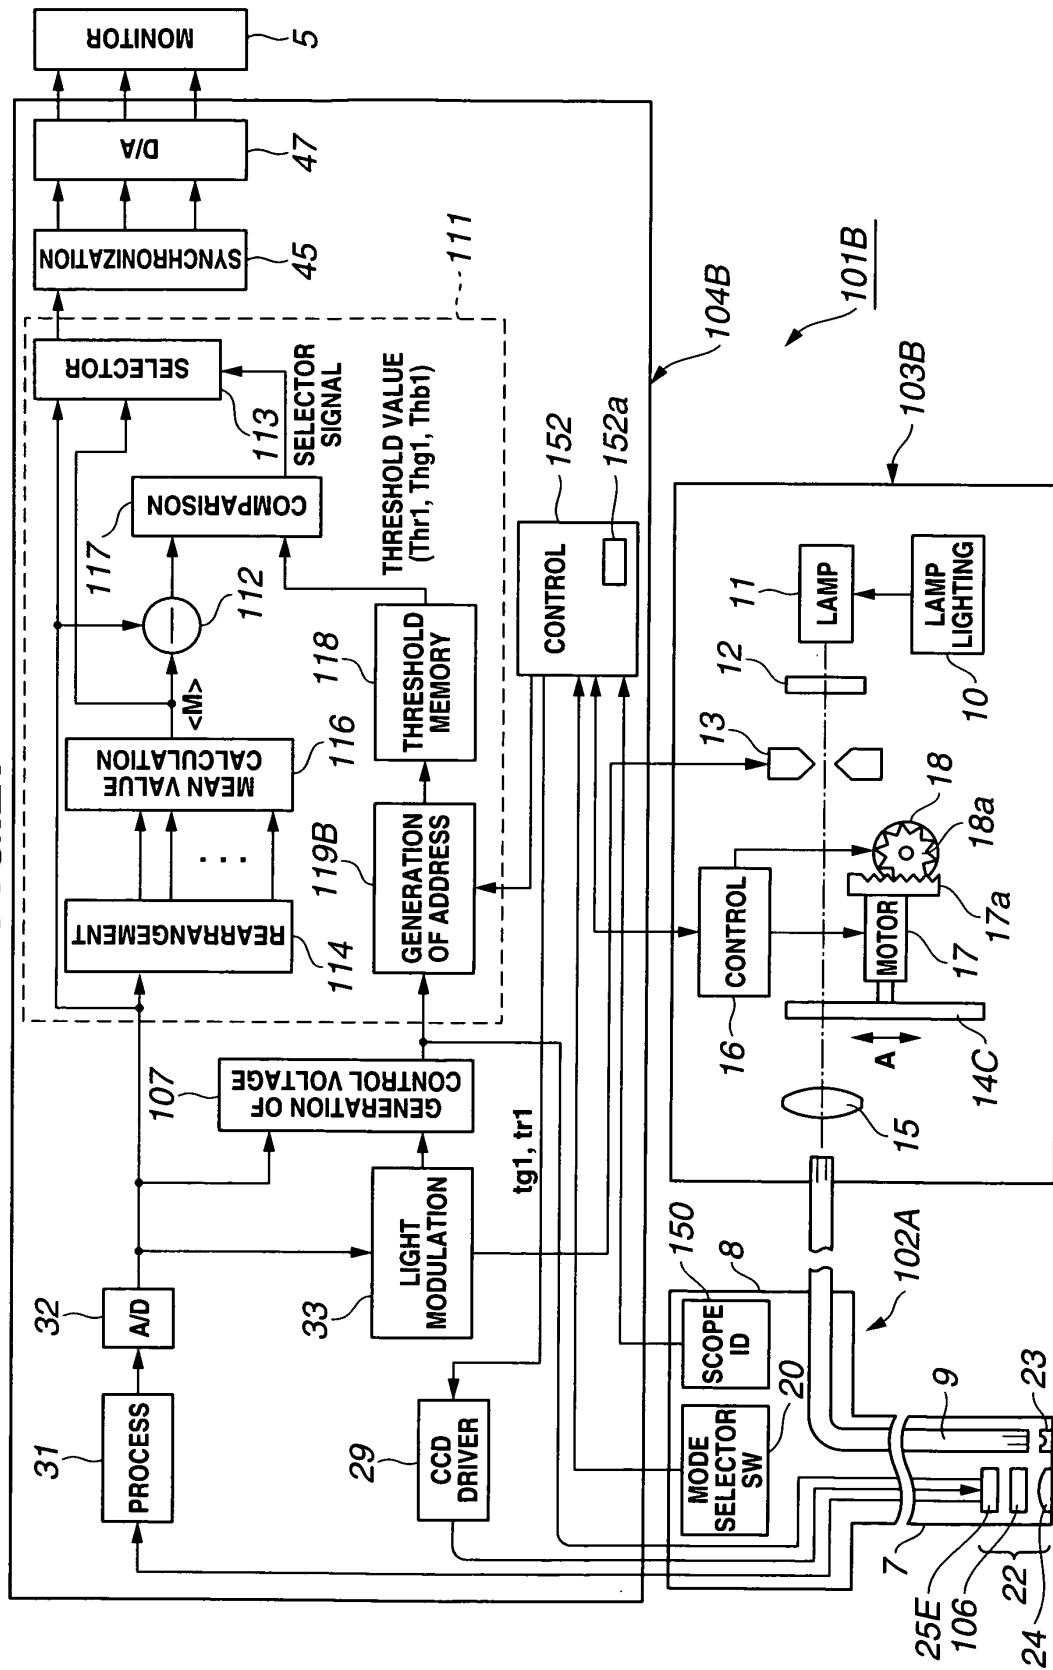 MONITOR
5
D/A
47
SYNCHRONIZATION
45
111
SELECTOR
113
SELECTOR
SIGNAL
117
COMPARISON
112
<M>
THRESHOLD VALUE
(Thr1, Thg1, Thb1)
118
THRESHOLD
MEMORY
MEAN VALUE
CALCULATION
116
. . .
REARRANGEMENT
114
119B
GENERATION
OF ADDRESS
107
GENERATION OF
CONTROL VOLTAGE
32
A/D
31
PROCESS
33
LIGHT
MODULATION
29
CCD
DRIVER
tg1, tr1
CONTROL
152
152a
104B
101B
103B
11
LAMP
LAMP
LIGHTING
10
12
13
18
18a
17a
16
CONTROL
MOTOR
17
A
14C
15
102A
8
150
SCOPE
ID
MODE
SELECTOR
SW
20
7
9
23
25E
106
22
24